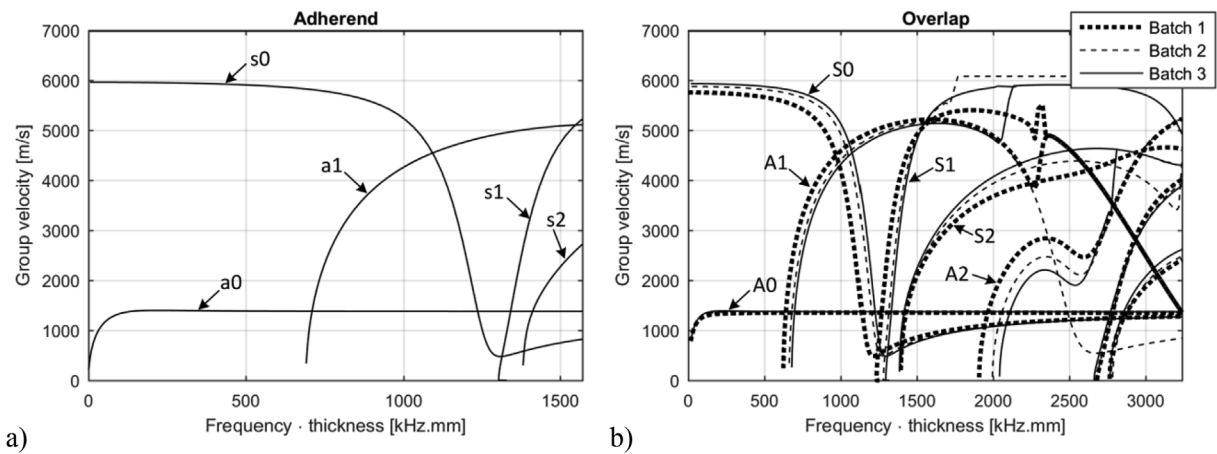 Adherend
7000
6000
5000
4000
3000
2000
1000
0
Group velocity [m/s]
s0
a1
s1
s2
a0
0
500
1000
1500
Frequency · thickness [kHz.mm]
a)
Overlap
Batch 1
Batch 2
Batch 3
7000
6000
5000
4000
3000
2000
1000
0
Group velocity [m/s]
S0
A1
S1
S2
A2
A0
0
500
1000
1500
2000
2500
3000
Frequency · thickness [kHz.mm]
b)